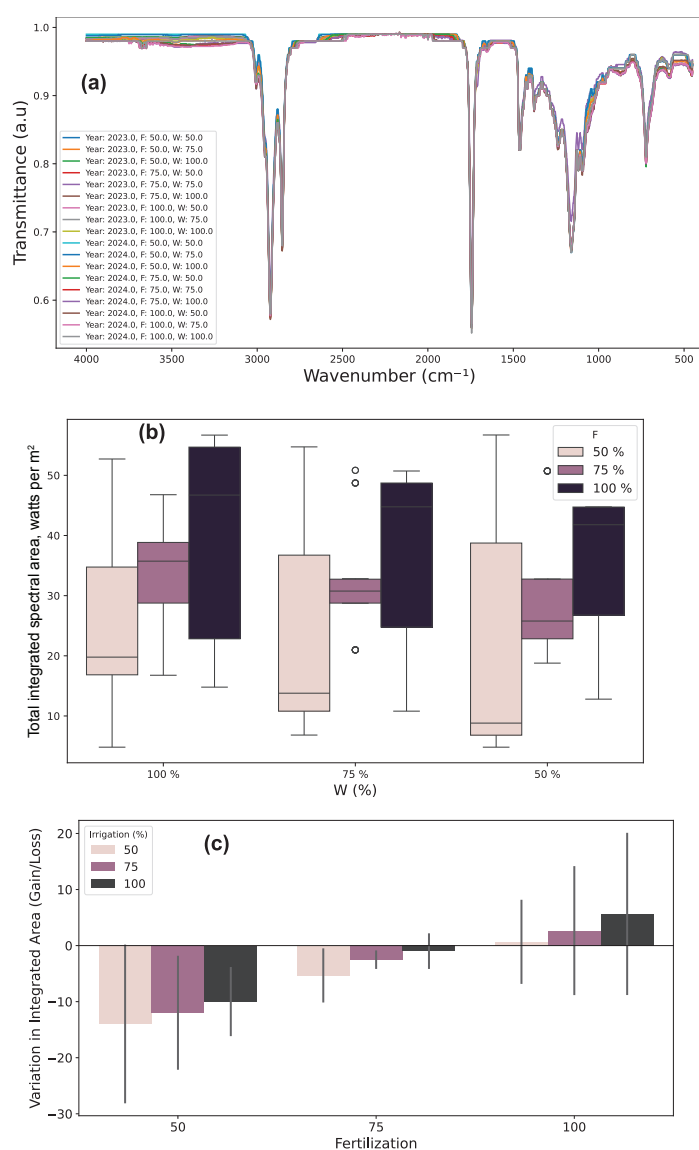 (a)
Transmittance (a.u)
1.0
0.9
0.8
0.7
0.6
Year: 2023.0, F: 50.0, W: 50.0
Year: 2023.0, F: 50.0, W: 75.0
Year: 2023.0, F: 50.0, W: 100.0
Year: 2023.0, F: 75.0, W: 50.0
Year: 2023.0, F: 75.0, W: 75.0
Year: 2023.0, F: 75.0, W: 100.0
Year: 2023.0, F: 100.0, W: 50.0
Year: 2023.0, F: 100.0, W: 75.0
Year: 2023.0, F: 100.0, W: 100.0
Year: 2024.0, F: 50.0, W: 50.0
Year: 2024.0, F: 50.0, W: 75.0
Year: 2024.0, F: 50.0, W: 100.0
Year: 2024.0, F: 75.0, W: 50.0
Year: 2024.0, F: 75.0, W: 75.0
Year: 2024.0, F: 75.0, W: 100.0
Year: 2024.0, F: 100.0, W: 50.0
Year: 2024.0, F: 100.0, W: 75.0
Year: 2024.0, F: 100.0, W: 100.0
4000 3500 3000 2500 2000 1500 1000 500
Wavenumber (cm⁻¹)
(b)
Total integrated spectral area, watts per m²
50
40
30
20
10
F
50 %
75 %
100 %
100 % 75 % 50 %
W (%)
(c)
Variation in Integrated Area (Gain/Loss)
20
10
0
−10
−20
−30
Irrigation (%)
50
75
100
50 75 100
Fertilization